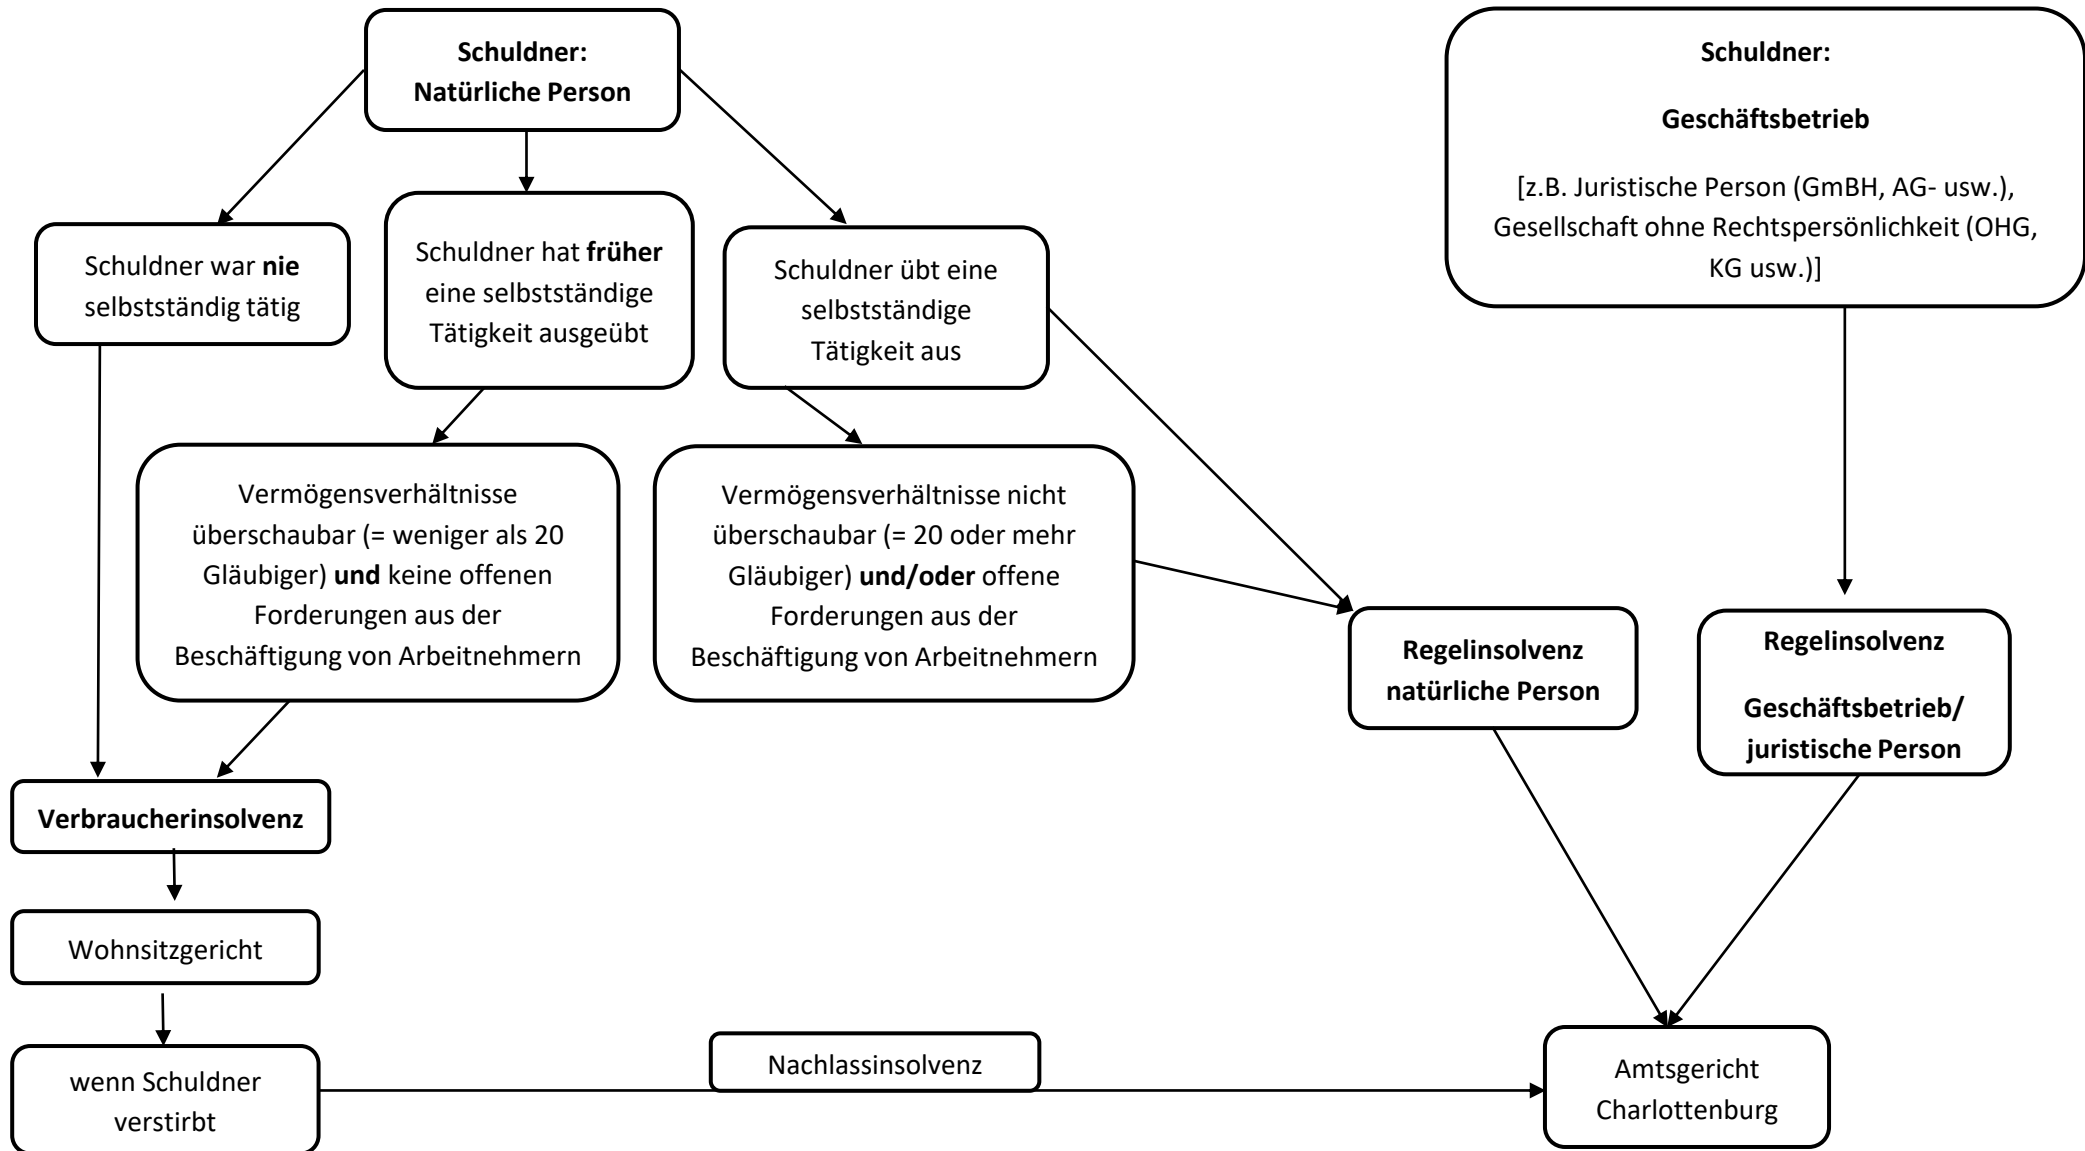 Schuldner:
Natürliche Person
Schuldner:
Geschäftsbetrieb
[z.B. Juristische Person (GmBH, AG- usw.),
Gesellschaft ohne Rechtspersönlichkeit (OHG,
KG usw.)]
Schuldner war nie
selbstständig tätig
Schuldner hat früher
eine selbstständige
Tätigkeit ausgeübt
Schuldner übt eine
selbstständige
Tätigkeit aus
Vermögensverhältnisse
überschaubar (= weniger als 20
Gläubiger) und keine offenen
Forderungen aus der
Beschäftigung von Arbeitnehmern
Vermögensverhältnisse nicht
überschaubar (= 20 oder mehr
Gläubiger) und/oder offene
Forderungen aus der
Beschäftigung von Arbeitnehmern
Regelinsolvenz
natürliche Person
Regelinsolvenz
Geschäftsbetrieb/
juristische Person
Verbraucherinsolvenz
Wohnsitzgericht
wenn Schuldner
verstirbt
Nachlassinsolvenz
Amtsgericht
Charlottenburg